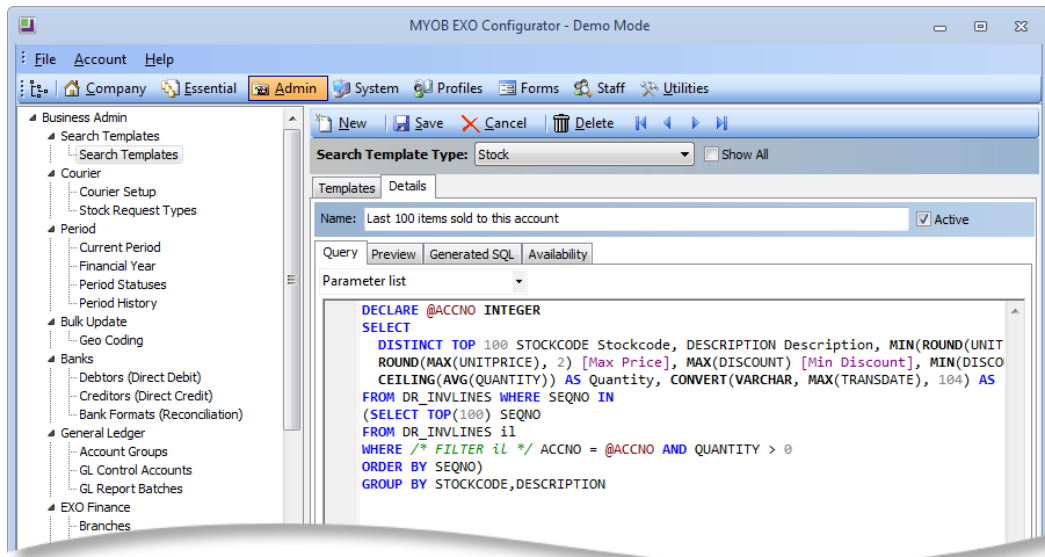 MYOB EXO Configurator - Demo Mode
File Account Help
Company Essential Admin System Profiles Forms Staff Utilities
Business Admin
Search Templates
Search Templates
Courier
Courier Setup
Stock Request Types
Period
Current Period
Financial Year
Period Statuses
Period History
Bulk Update
Geo Coding
Banks
Debtors (Direct Debit)
Creditors (Direct Credit)
Bank Formats (Reconciliation)
General Ledger
Account Groups
GL Control Accounts
GL Report Batches
EXO Finance
Branches
New Save Cancel Delete
Search Template Type: Stock Show All
Templates Details
Name: Last 100 items sold to this account Active
Query Preview Generated SQL Availability
Parameter list
DECLARE @ACCNO INTEGER
SELECT
DISTINCT TOP 100 STOCKCODE Stockcode, DESCRIPTION Description, MIN(ROUND(UNIT
ROUND(MAX(UNITPRICE), 2) [Max Price], MAX(DISCOUNT) [Min Discount], MIN(DISCO
CEILING(AVG(QUANTITY)) AS Quantity, CONVERT(VARCHAR, MAX(TRANSDATE), 104) AS
FROM DR_INVLINES WHERE SEQNO IN
(SELECT TOP(100) SEQNO
FROM DR_INVLINES il
WHERE /* FILTER il */ ACCNO = @ACCNO AND QUANTITY > 0
ORDER BY SEQNO)
GROUP BY STOCKCODE,DESCRIPTION